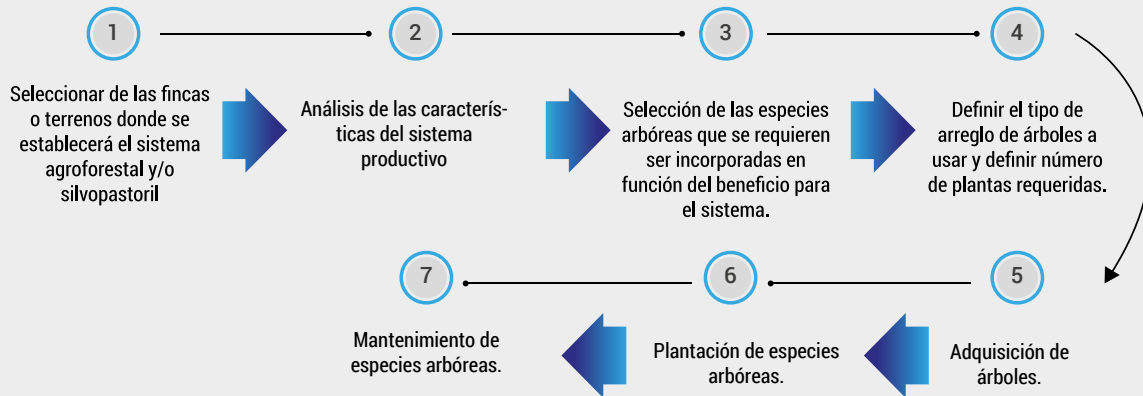 1
2
3
4
Seleccionar de las fincas
o terrenos donde se
establecerá el sistema
agroforestal y/o
silvopastoril
Análisis de las caracterís-
ticas del sistema
productivo
Selección de las especies
arbóreas que se requieren
ser incorporadas en
función del beneficio para
el sistema.
Definir el tipo de
arreglo de árboles a
usar y definir número
de plantas requeridas.
5
Adquisición de
árboles.
6
Plantación de especies
arbóreas.
7
Mantenimiento de
especies arbóreas.